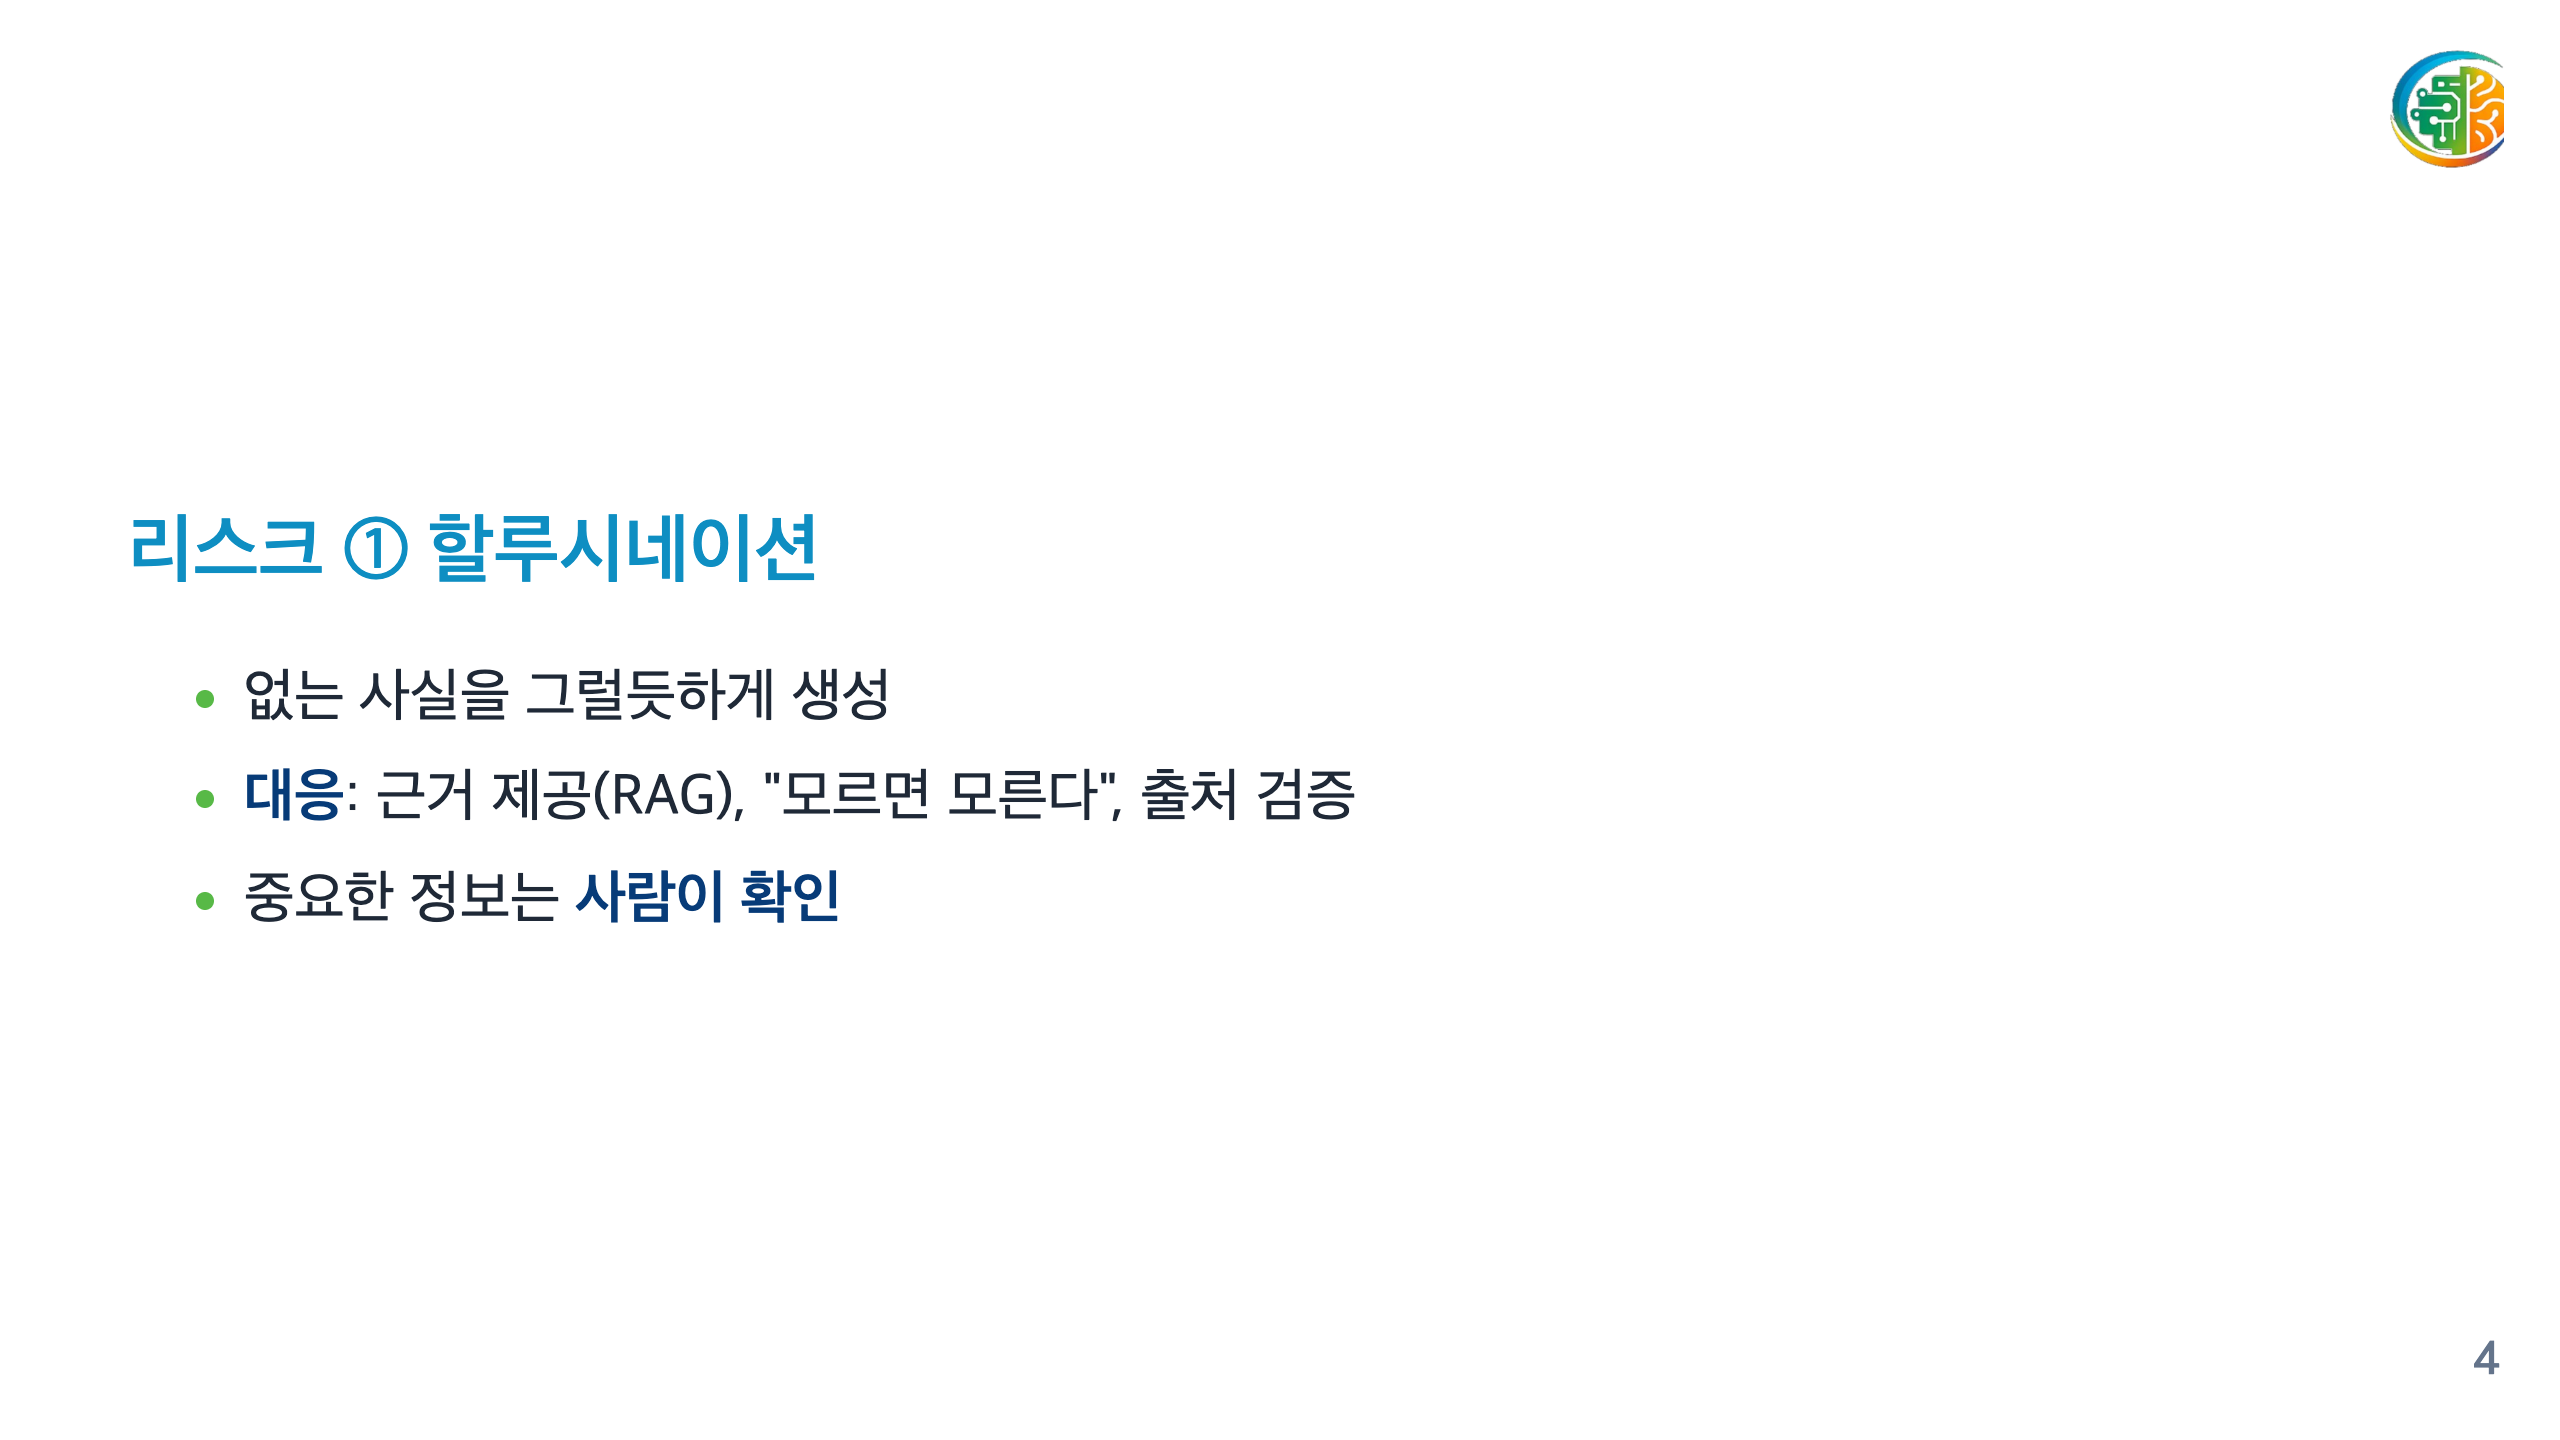 리스크 ① 할루시네이션
• 없는 사실을 그럴듯하게 생성
• 대응: 근거 제공(RAG), "모르면 모른다", 출처 검증
• 중요한 정보는 사람이 확인
4